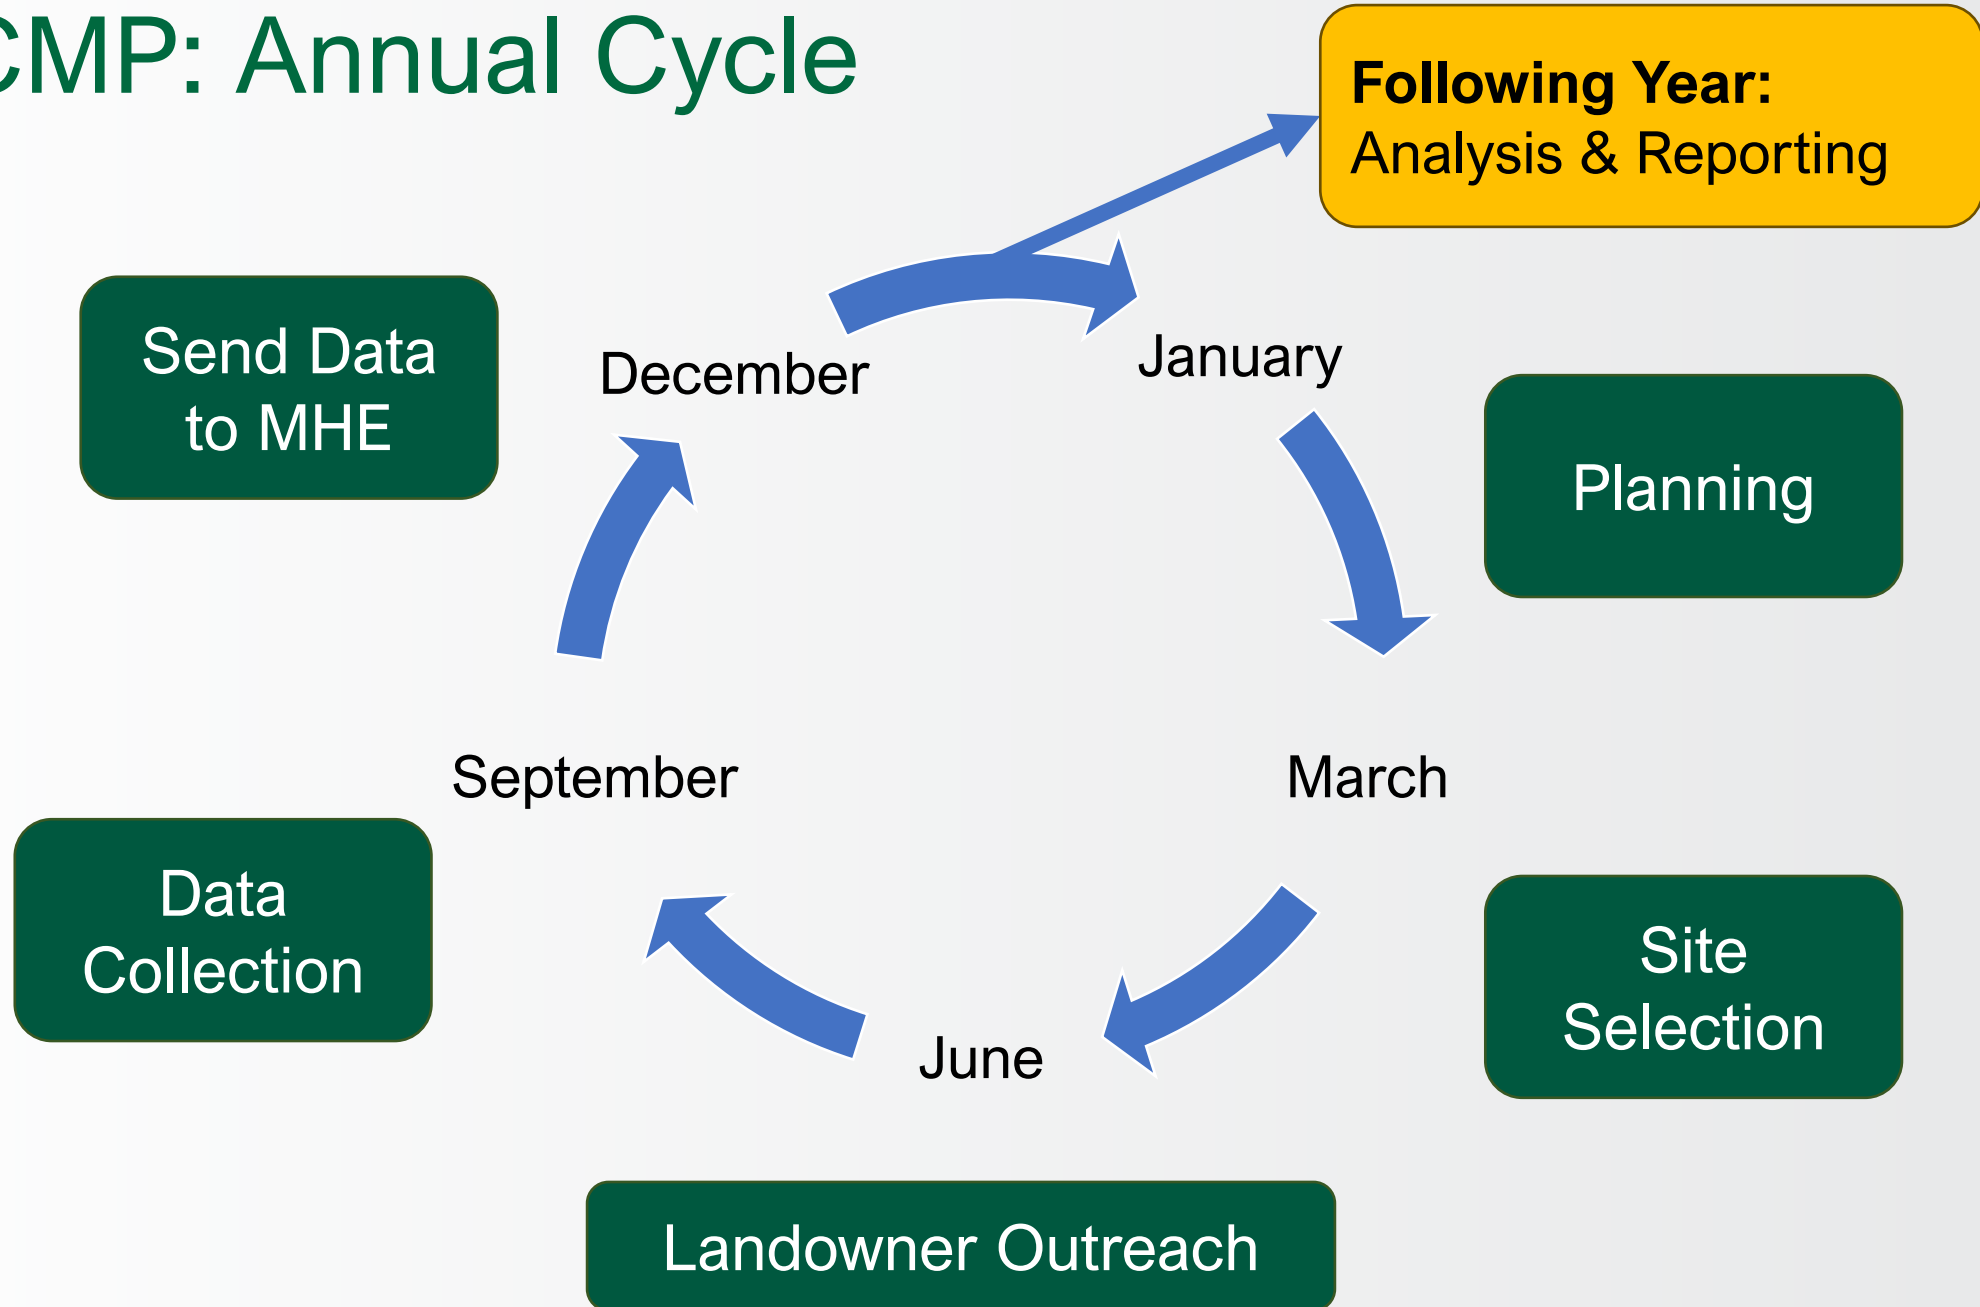 CMP: Annual Cycle
Following Year:
Analysis & Reporting
Send Data
to MHE
December
January
Planning
September
March
Data
Collection
Site
Selection
June
Landowner Outreach